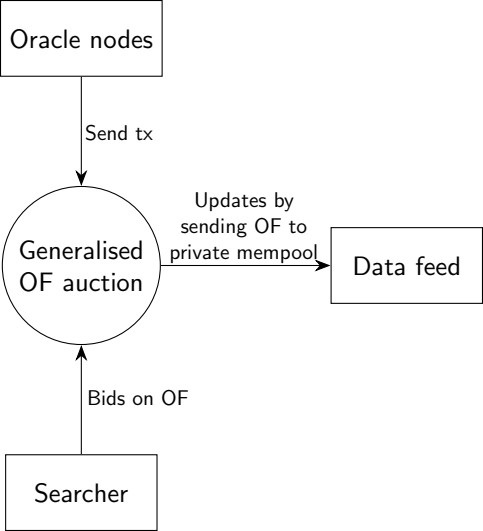 Oracle nodes
Send tx
Updates by
sending OF to
private mempool
Generalised
OF auction
Data feed
Bids on OF
Searcher